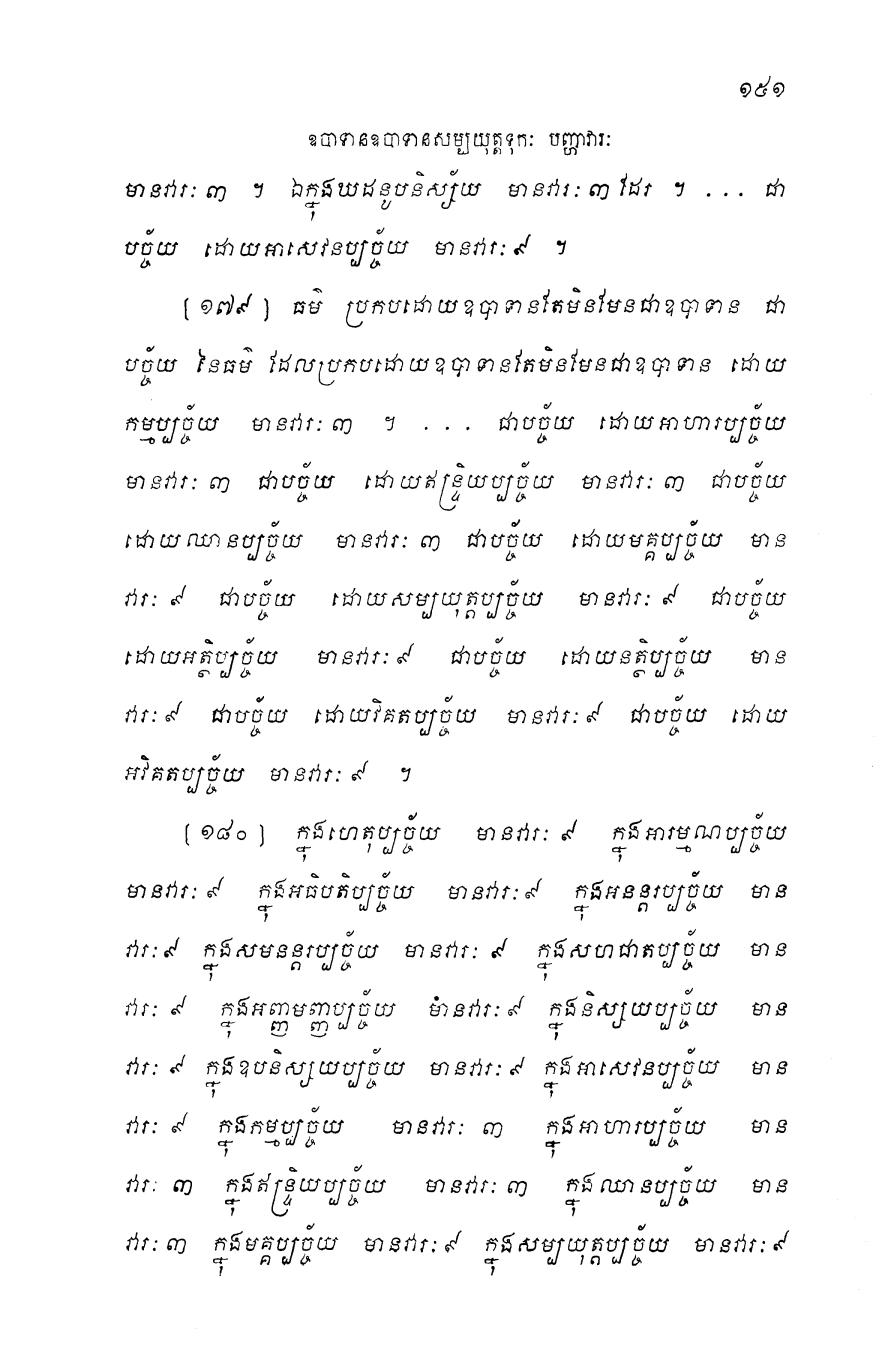 ១៥១
ឧបាទានឧបាទានសម្បយុត្តទុកៈ បញ្ហាវារៈ
មានវារៈ ៣ ។ ឯក្នុងឃដនូបនិស្ស័យ មានវារៈ ៣ ដែរ ។ ... ជា
បច្ច័យ ដោយអាសេវនប្បច្ច័យ មានវារៈ ៩ ។
[១៧៩] ធម៌ ប្រកបដោយឧបាទានតែមិនមែនជាឧបាទាន ជា
បច្ច័យ នៃធម៌ ដែលប្រកបដោយឧបាទានតែមិនមែនជាឧបាទាន ដោយ
កម្មប្បច្ច័យ មានវារៈ ៣ ។ ... ជាបច្ច័យ ដោយអាហារប្បច្ច័យ
មានវារៈ ៣ ជាបច្ច័យ ដោយឥន្ទ្រិយប្បច្ច័យ មានវារៈ ៣ ជាបច្ច័យ
ដោយឈានប្បច្ច័យ មានវារៈ ៣ ជាបច្ច័យ ដោយមគ្គប្បច្ច័យ មាន
វារៈ ៩ ជាបច្ច័យ ដោយសម្បយុត្តប្បច្ច័យ មានវារៈ ៩ ជាបច្ច័យ
ដោយអត្ថិប្បច្ច័យ មានវារៈ ៩ ជាបច្ច័យ ដោយនត្ថិប្បច្ច័យ មាន
វារៈ ៩ ជាបច្ច័យ ដោយវិគតប្បច្ច័យ មានវារៈ ៩ ជាបច្ច័យ ដោយ
អវិគតប្បច្ច័យ មានវារៈ ៩ ។
[១៨០] ក្នុងហេតុប្បច្ច័យ មានវារៈ ៩ ក្នុងអារម្មណប្បច្ច័យ
មានវារៈ ៩ ក្នុងអធិបតិប្បច្ច័យ មានវារៈ ៩ ក្នុងអនន្តរប្បច្ច័យ មាន
វារៈ ៩ ក្នុងសមនន្តរប្បច្ច័យ មានវារៈ ៩ ក្នុងសហជាតប្បច្ច័យ មាន
វារៈ ៩ ក្នុងអញ្ញមញ្ញប្បច្ច័យ មានវារៈ ៩ ក្នុងនិស្សយប្បច្ច័យ មាន
វារៈ ៩ ក្នុងឧបនិស្សយប្បច្ច័យ មានវារៈ ៩ ក្នុងអាសេវនប្បច្ច័យ មាន
វារៈ ៩ ក្នុងកម្មប្បច្ច័យ មានវារៈ ៣ ក្នុងអាហារប្បច្ច័យ មាន
វារៈ ៣ ក្នុងឥន្ទ្រិយប្បច្ច័យ មានវារៈ ៣ ក្នុងឈានប្បច្ច័យ មាន
វារៈ ៣ ក្នុងមគ្គប្បច្ច័យ មានវារៈ ៩ ក្នុងសម្បយុត្តប្បច្ច័យ មានវារៈ ៩